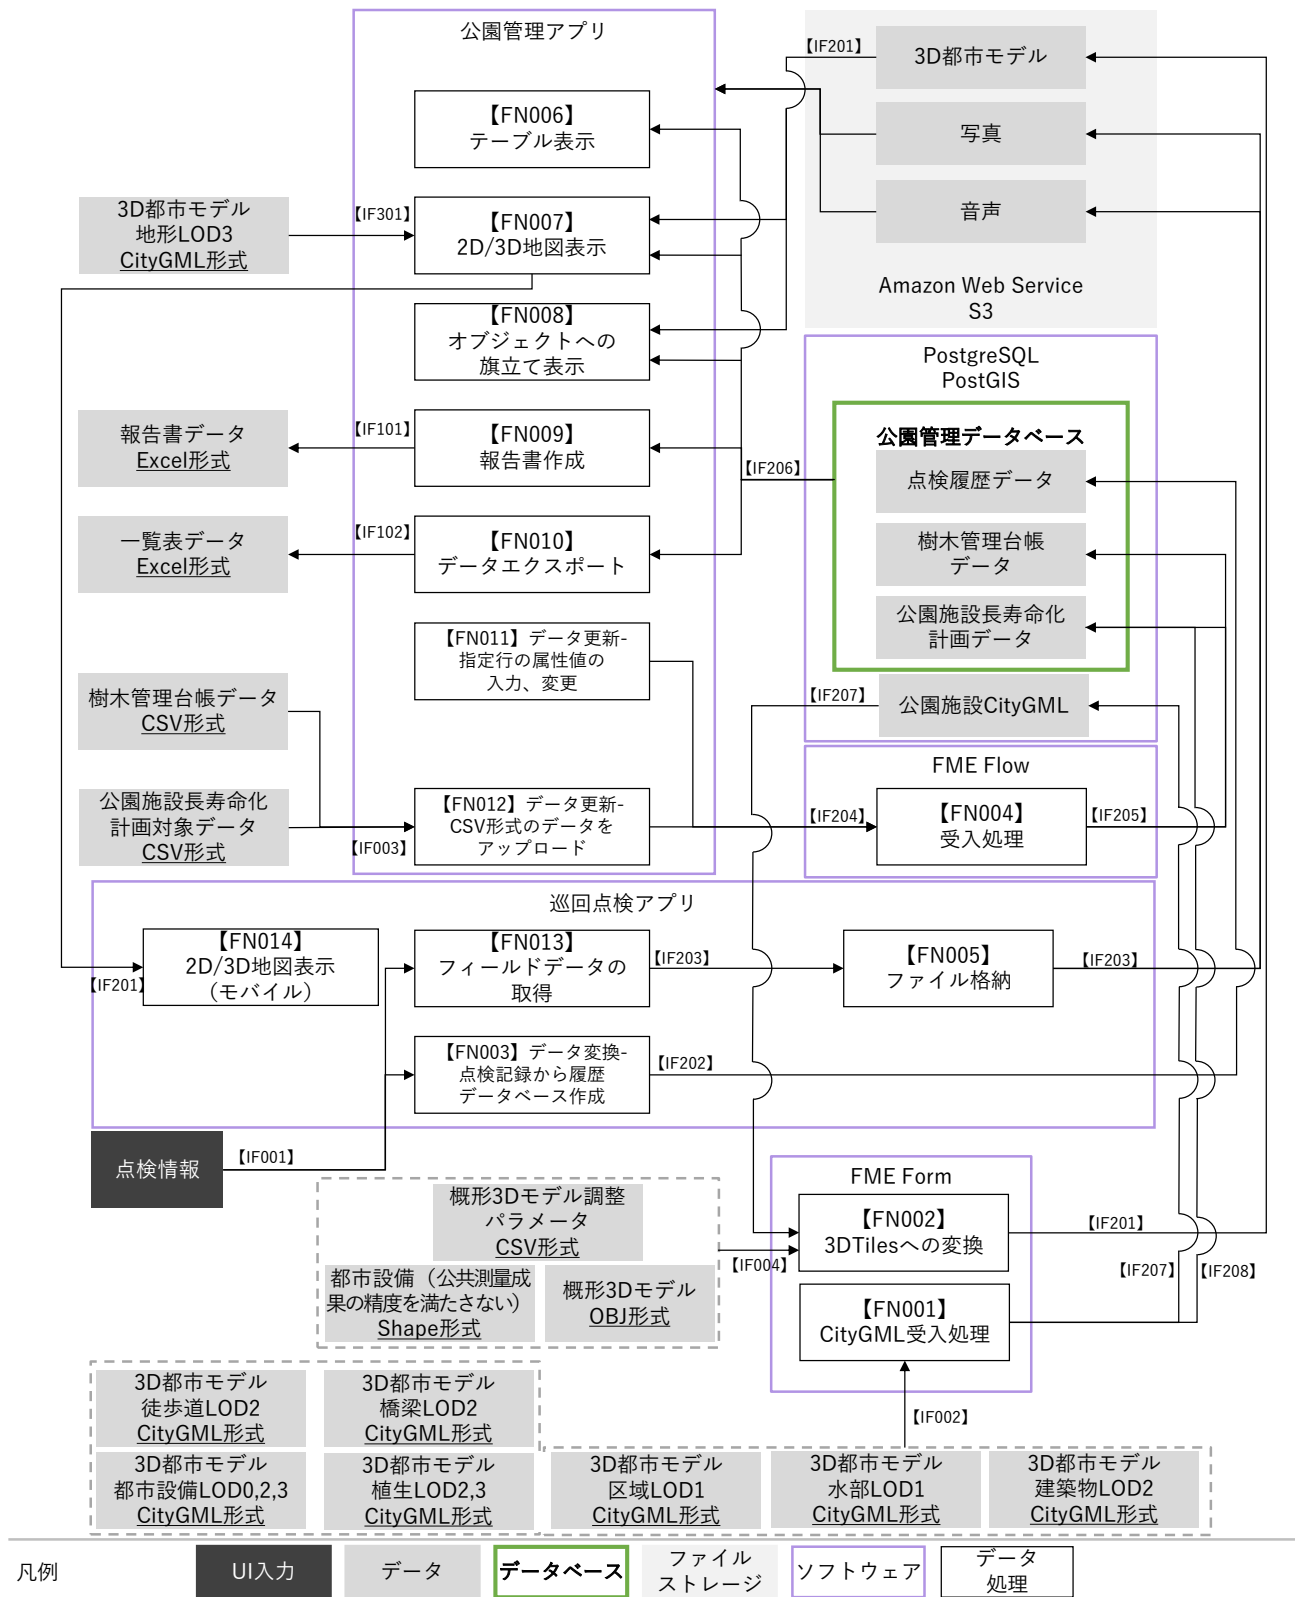 公園管理アプリ
【FN006】
テーブル表示
3D都市モデル
地形LOD3
CityGML形式
【IF301】
【FN007】
2D/3D地図表示
【FN008】
オブジェクトへの
旗立て表示
報告書データ
Excel形式
【IF101】
【FN009】
報告書作成
一覧表データ
Excel形式
【IF102】
【FN010】
データエクスポート
【FN011】データ更新-
指定行の属性値の
入力、変更
樹木管理台帳データ
CSV形式
公園施設長寿命化
計画対象データ
CSV形式
【IF003】
【FN012】データ更新-
CSV形式のデータを
アップロード
【IF201】
3D都市モデル
写真
音声
Amazon Web Service
S3
PostgreSQL
PostGIS
公園管理データベース
【IF206】
点検履歴データ
樹木管理台帳
データ
公園施設長寿命化
計画データ
【IF207】
公園施設CityGML
FME Flow
【IF204】
【FN004】
受入処理
【IF205】
巡回点検アプリ
【IF201】
【FN014】
2D/3D地図表示
（モバイル）
【FN013】
フィールドデータの
取得
【IF203】
【FN005】
ファイル格納
【IF203】
【FN003】データ変換-
点検記録から履歴
データベース作成
【IF202】
点検情報
【IF001】
概形3Dモデル調整
パラメータ
CSV形式
都市設備（公共測量成
果の精度を満たさない）
Shape形式
概形3Dモデル
OBJ形式
【IF004】
FME Form
【FN002】
3DTilesへの変換
【IF201】
【IF207】
【IF208】
【FN001】
CityGML受入処理
【IF002】
3D都市モデル
徒歩道LOD2
CityGML形式
3D都市モデル
橋梁LOD2
CityGML形式
3D都市モデル
都市設備LOD0,2,3
CityGML形式
3D都市モデル
植生LOD2,3
CityGML形式
3D都市モデル
区域LOD1
CityGML形式
3D都市モデル
水部LOD1
CityGML形式
3D都市モデル
建築物LOD2
CityGML形式
凡例
UI入力
データ
データベース
ファイル
ストレージ
ソフトウェア
データ
処理